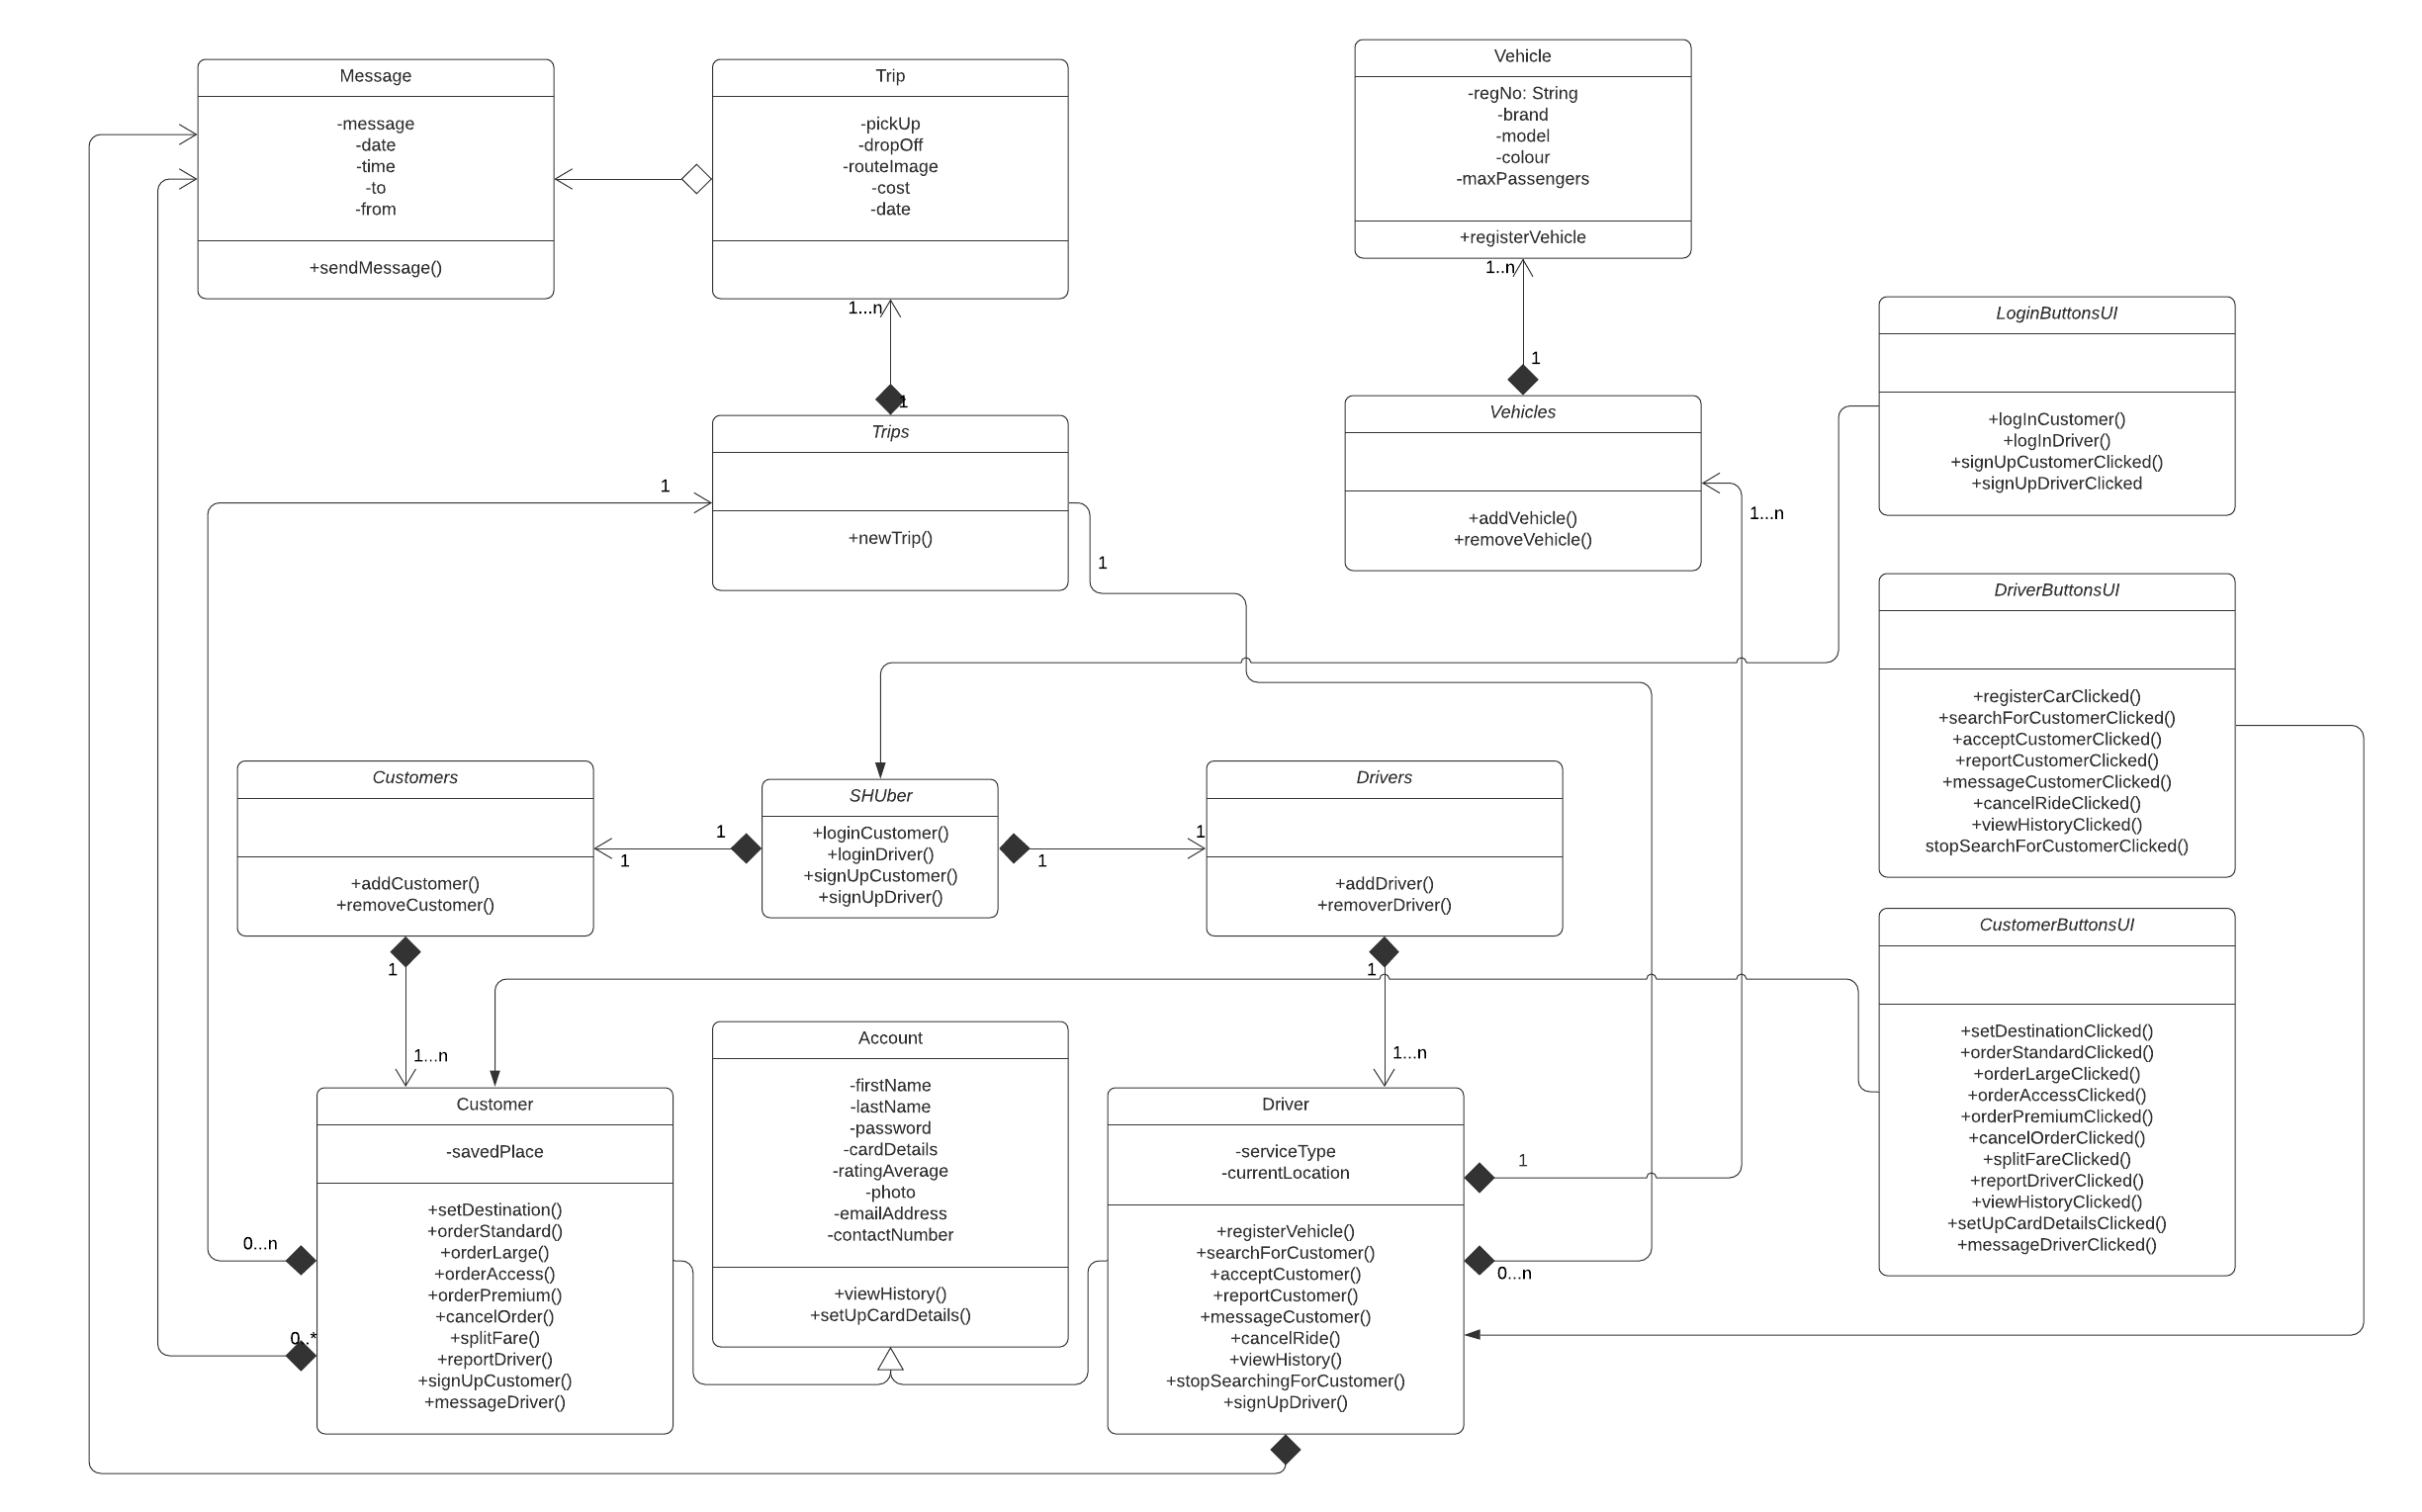 Message
-message
-date
-time
-to
-from
+sendMessage()
Trip
-pickUp
-dropOff
-routeImage
-cost
-date
1...n
1
Vehicle
-regNo: String
-brand
-model
-colour
-maxPassengers
+registerVehicle
1..n
1
Trips
+newTrip()
1
1
Vehicles
+addVehicle()
+removeVehicle()
1...n
LoginButtonsUI
+logInCustomer()
+logInDriver()
+signUpCustomerClicked()
+signUpDriverClicked
DriverButtonsUI
+registerCarClicked()
+searchForCustomerClicked()
+acceptCustomerClicked()
+reportCustomerClicked()
+messageCustomerClicked()
+cancelRideClicked()
+viewHistoryClicked()
stopSearchForCustomerClicked()
Customers
+addCustomer()
+removeCustomer()
1
1
SHUber
+loginCustomer()
+loginDriver()
+signUpCustomer()
+signUpDriver()
1
1
Drivers
+addDriver()
+removerDriver()
1
1...n
1
1...n
CustomerButtonsUI
+setDestinationClicked()
+orderStandardClicked()
+orderLargeClicked()
+orderAccessClicked()
+orderPremiumClicked()
+cancelOrderClicked()
+splitFareClicked()
+reportDriverClicked()
+viewHistoryClicked()
+setUpCardDetailsClicked()
+messageDriverClicked()
Customer
-savedPlace
+setDestination()
+orderStandard()
+orderLarge()
+orderAccess()
+orderPremium()
+cancelOrder()
+splitFare()
+reportDriver()
+signUpCustomer()
+messageDriver()
0...n
0..*
Account
-firstName
-lastName
-password
-cardDetails
-ratingAverage
-photo
-emailAddress
-contactNumber
+viewHistory()
+setUpCardDetails()
Driver
-serviceType
-currentLocation
+registerVehicle()
+searchForCustomer()
+acceptCustomer()
+reportCustomer()
+messageCustomer()
+cancelRide()
+viewHistory()
+stopSearchingForCustomer()
+signUpDriver()
1
0...n